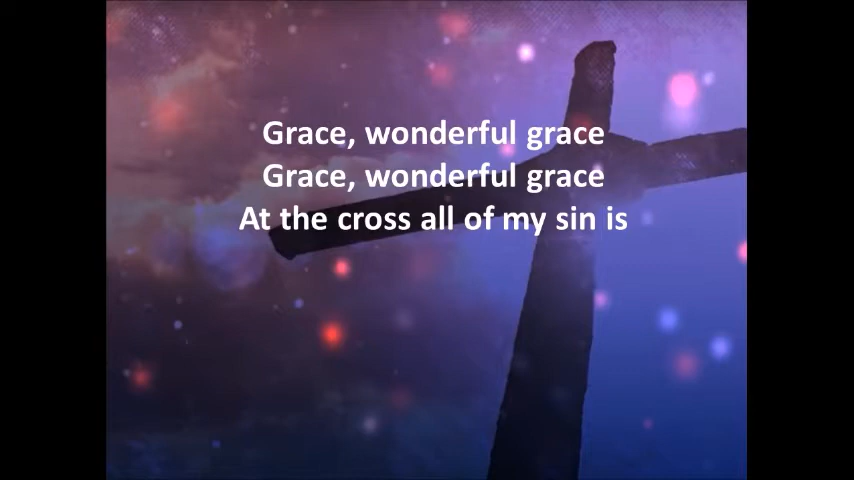 Grace, wonderful grace
Grace, wonderful grace
At the cross all of my sin is